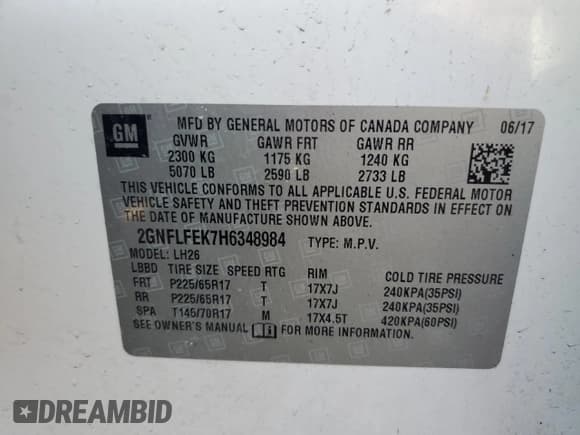 GM
MFD BY GENERAL MOTORS OF CANADA COMPANY 06/17
GVWR GAWR FRT GAWR RR
2300 KG 1175 KG 1240 KG
5070 LB 2590 LB 2733 LB
THIS VEHICLE CONFORMS TO ALL APPLICABLE U.S. FEDERAL MOTOR
VEHICLE SAFETY AND THEFT PREVENTION STANDARDS IN EFFECT ON
THE DATE OF MANUFACTURE SHOWN ABOVE.
2GNFLFEK7H6348984 TYPE: M.P.V.
MODEL: LH26
LBBD TIRE SIZE SPEED RTG RIM COLD TIRE PRESSURE
FRT P225/65R17 T 17X7J 240KPA(35PSI)
RR P225/65R17 T 17X7J 240KPA(35PSI)
SPA T145/70R17 M 17X4.5T 420KPA(60PSI)
SEE OWNER'S MANUAL FOR MORE INFORMATION.
DREAMBID